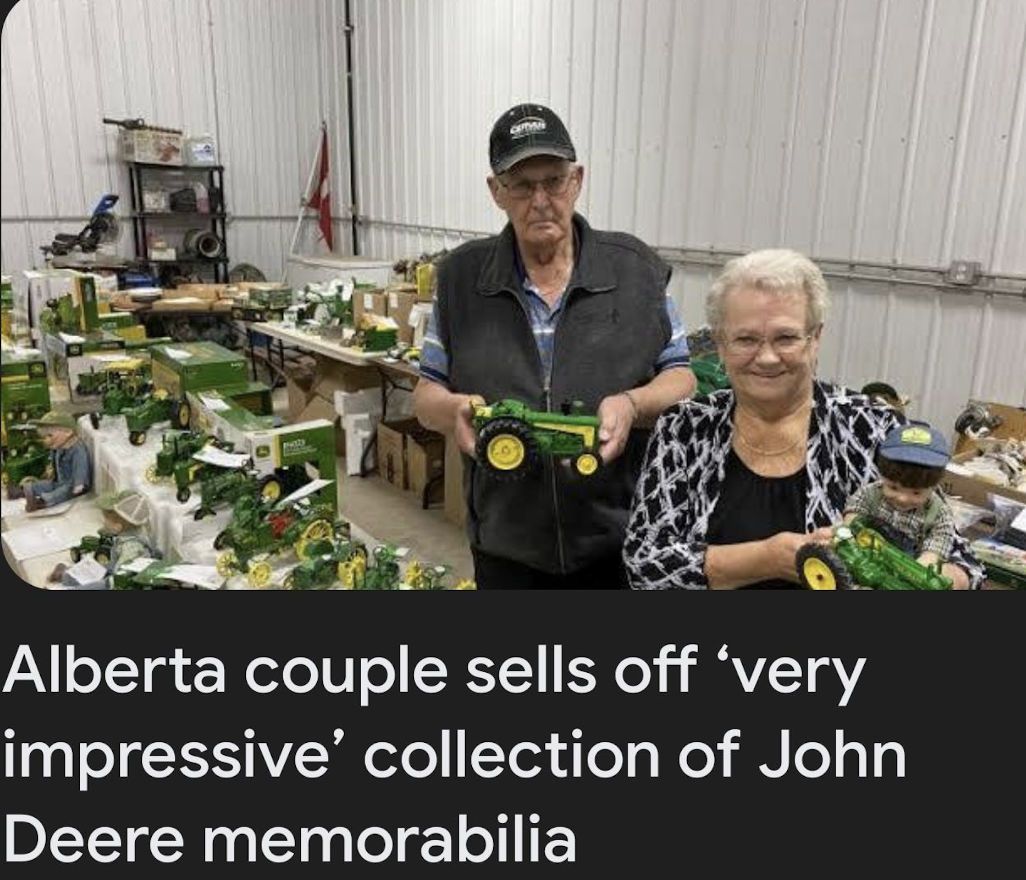 Alberta couple sells off ‘very
impressive’ collection of John
Deere memorabilia